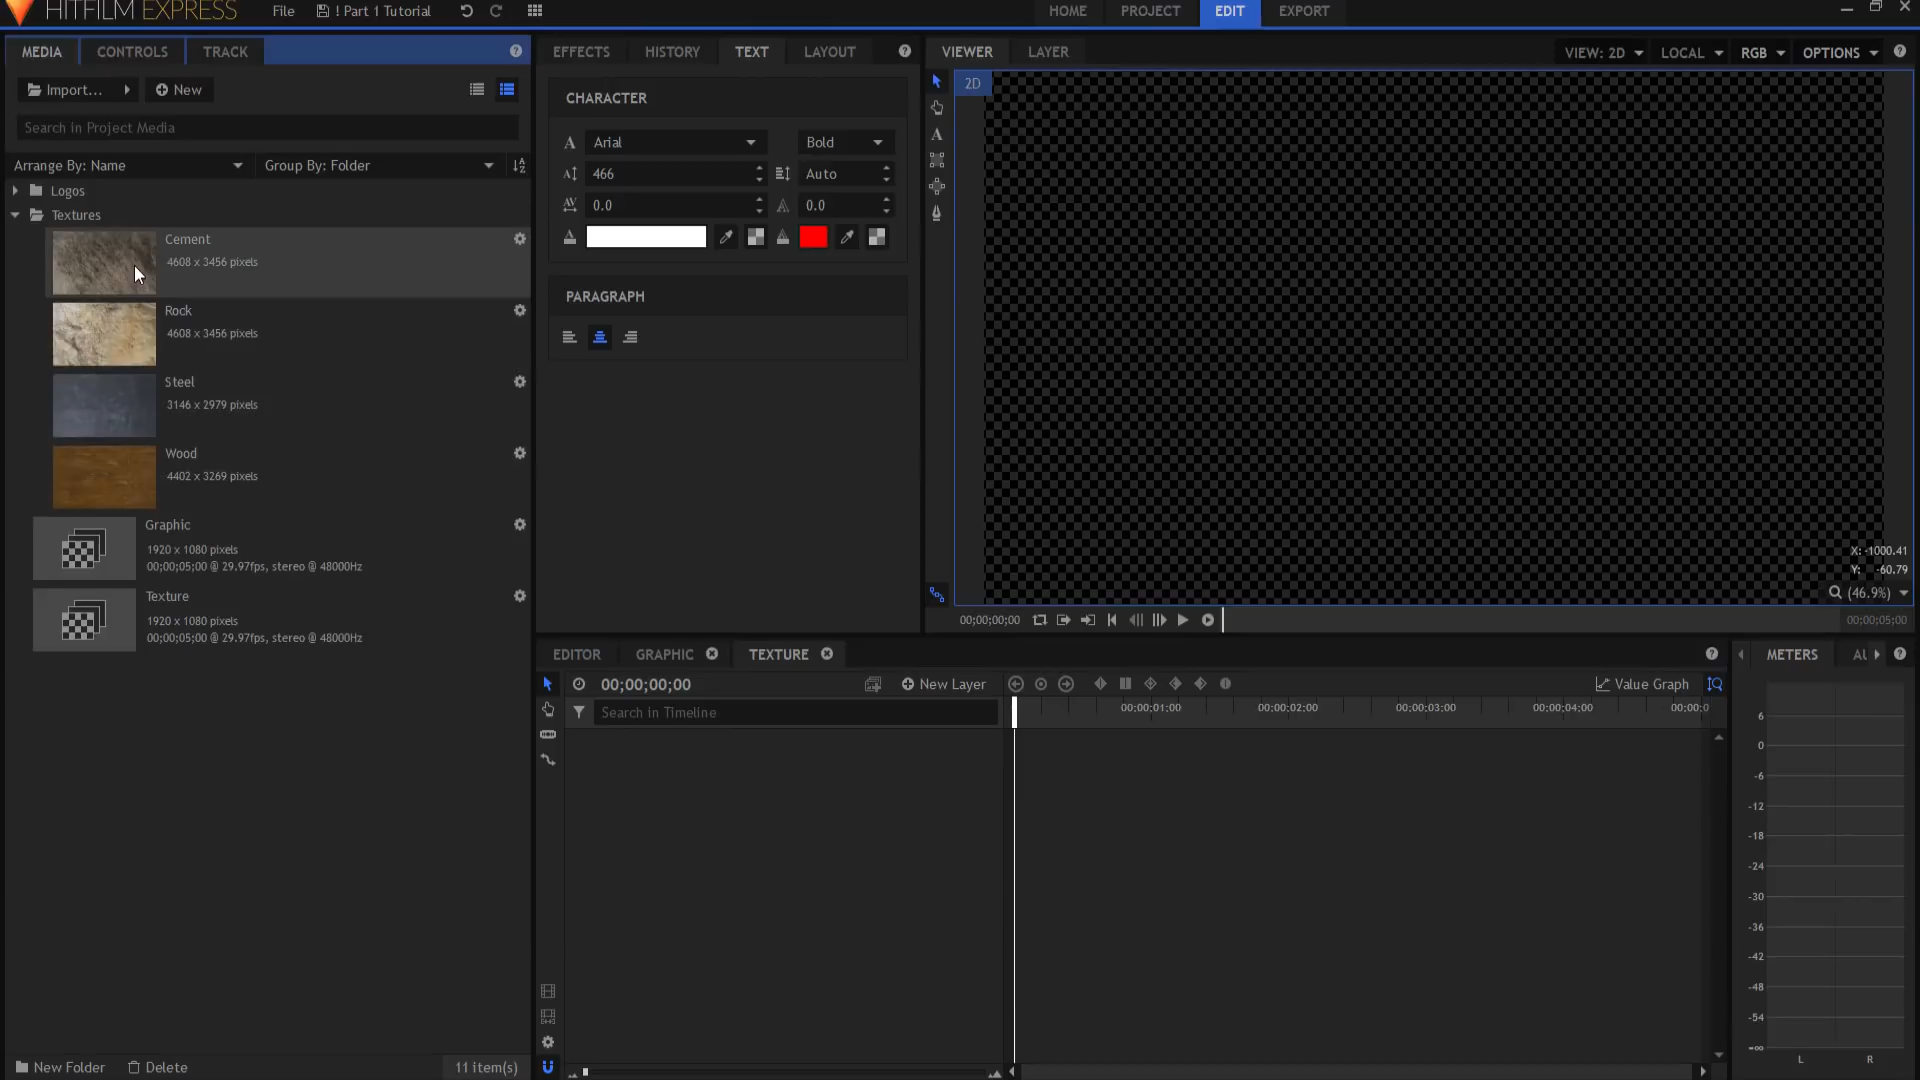 HITFILM EXPRESS
File
! Part 1 Tutorial
HOME
PROJECT
EDIT
EXPORT
MEDIA
CONTROLS
TRACK
EFFECTS
HISTORY
TEXT
LAYOUT
VIEWER
LAYER
VIEW: 2D
LOCAL
RGB
OPTIONS
Import...
New
Search in Project Media
Arrange By: Name
Group By: Folder
Logos
Textures
Cement
4608 x 3456 pixels
Rock
4608 x 3456 pixels
Steel
3146 x 2979 pixels
Wood
4402 x 3269 pixels
Graphic
1920 x 1080 pixels
00;00;05;00 @ 29.97fps, stereo @ 48000Hz
Texture
1920 x 1080 pixels
00;00;05;00 @ 29.97fps, stereo @ 48000Hz
New Folder
Delete
11 item(s)
CHARACTER
Arial
Bold
466
Auto
0.0
0.0
PARAGRAPH
2D
X: -1000.41
Y: -60.79
(46.9%)
00;00;00;00
00;00;05;00
EDITOR
GRAPHIC
TEXTURE
00;00;00;00
New Layer
Value Graph
Search in Timeline
00;00;01;00
00;00;02;00
00;00;03;00
00;00;04;00
00;00;0
METERS
AU
6
0
-6
-12
-18
-24
-30
-36
-42
-48
-54
-∞
L
R